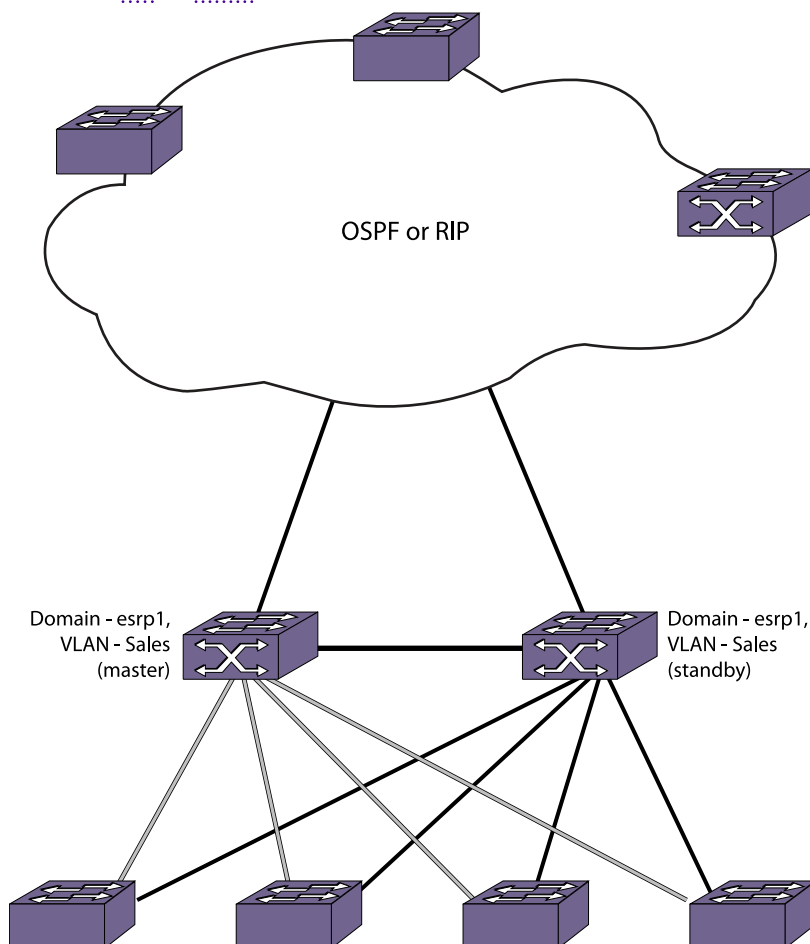 OSPF or RIP
Domain - esrp1,
VLAN - Sales
(master)
Domain - esrp1,
VLAN - Sales
(standby)